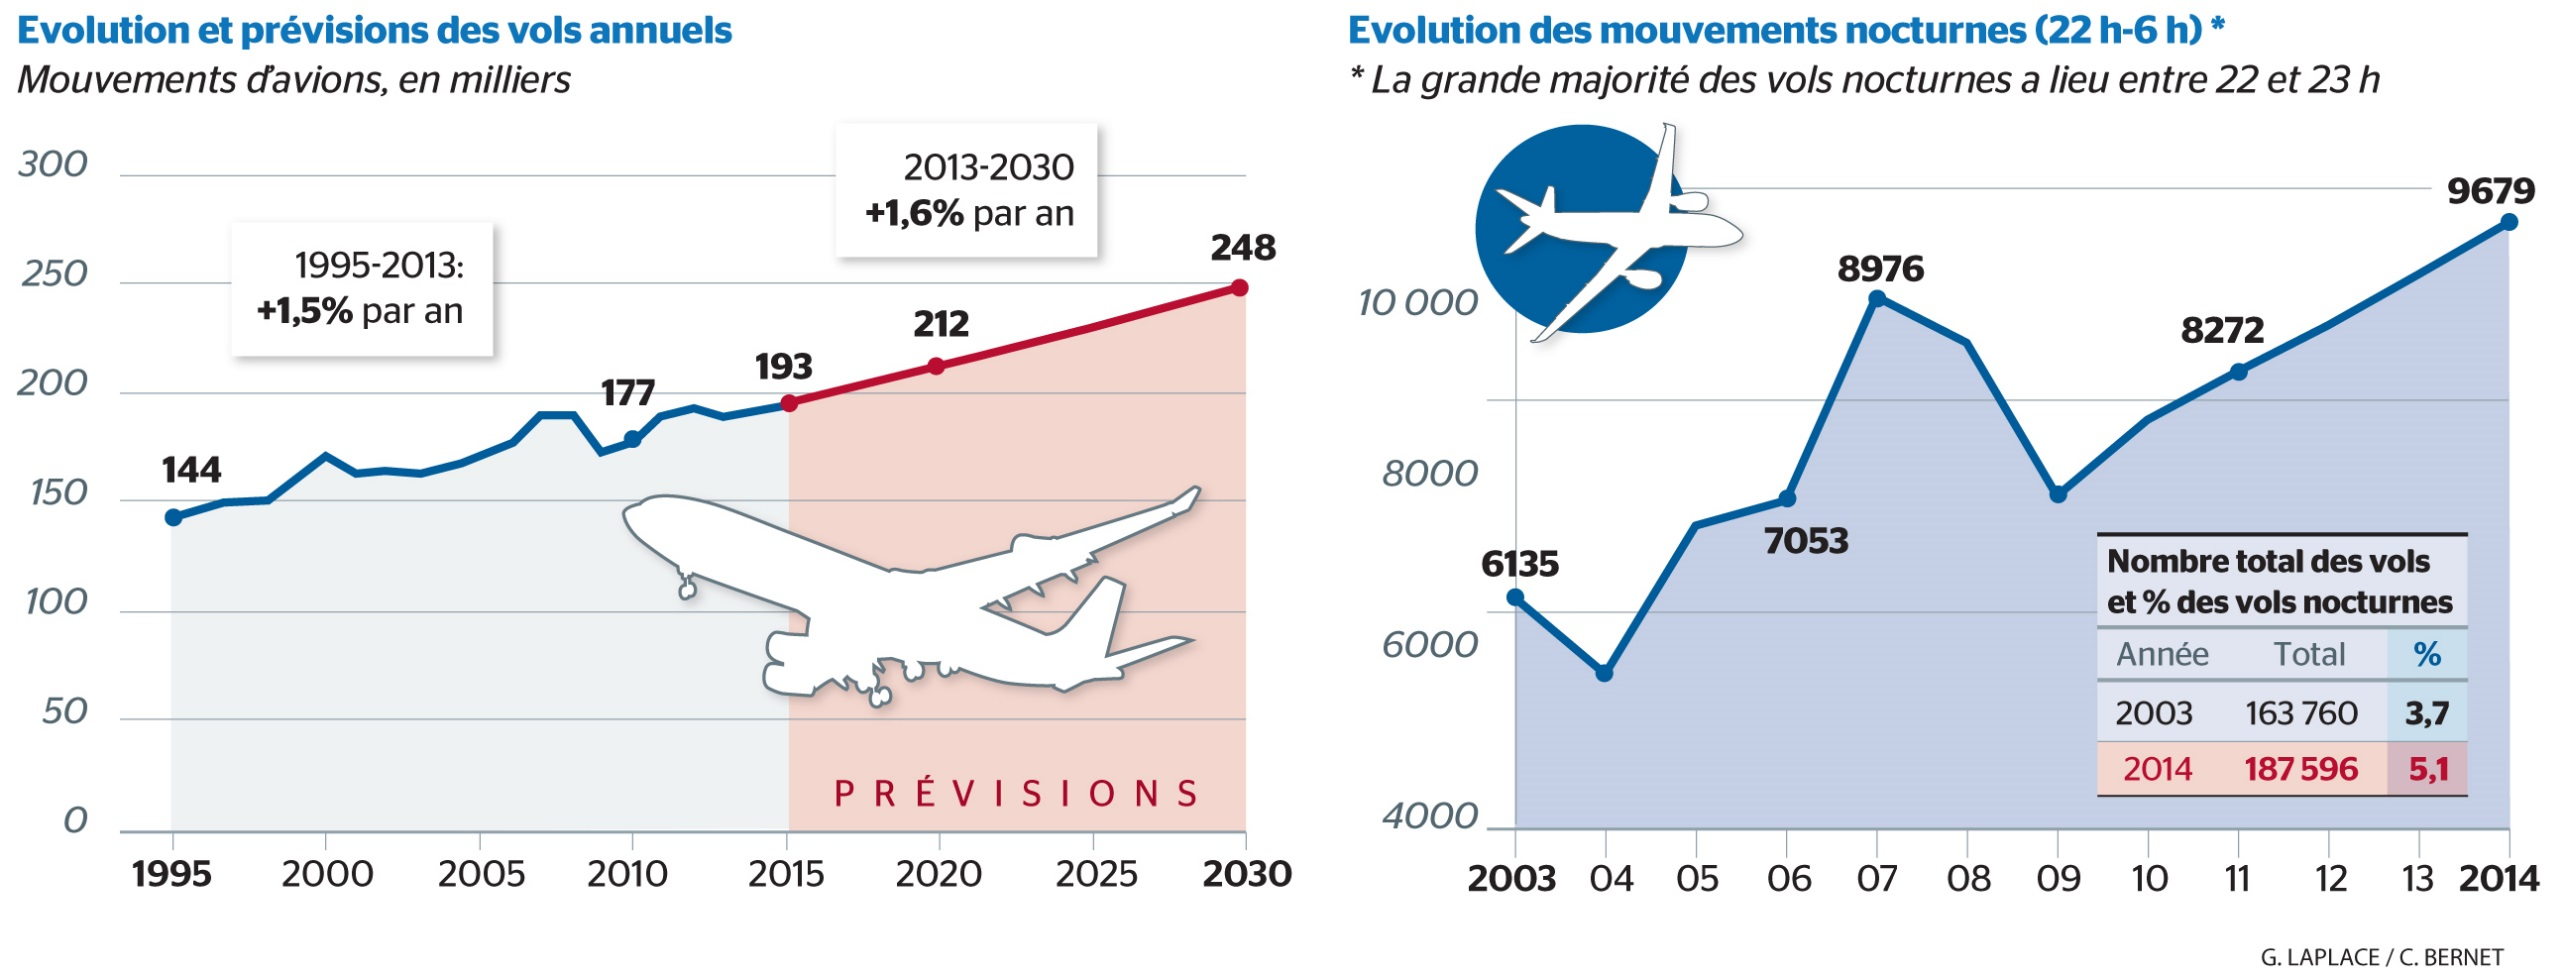 Evolution et prévisions des vols annuels
Mouvements d'avions, en milliers
300
250
200
150
100
50
0
1995-2013:
+1,5% par an
2013-2030
+1,6% par an
144
177
193
212
248
PRÉVISIONS
1995 2000 2005 2010 2015 2020 2025 2030
Evolution des mouvements nocturnes (22 h-6 h) *
* La grande majorité des vols nocturnes a lieu entre 22 et 23 h
10 000
8000
6000
4000
6135
7053
8976
8272
9679
Nombre total des vols
et % des vols nocturnes
Année Total %
2003 163 760 3,7
2014 187 596 5,1
2003 04 05 06 07 08 09 10 11 12 13 2014
G. LAPLACE / C. BERNET